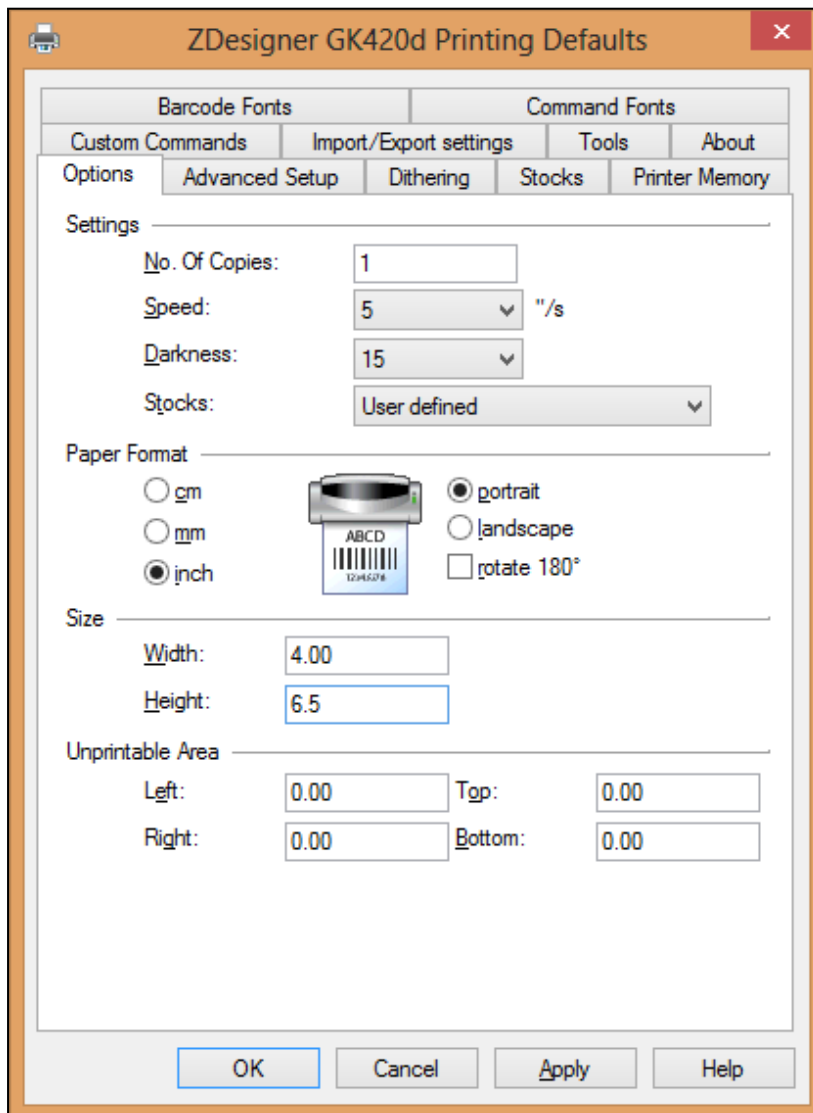 ZDesigner GK420d Printing Defaults
Barcode Fonts Command Fonts
Custom Commands Import/Export settings Tools About
Options Advanced Setup Dithering Stocks Printer Memory
Settings
No. Of Copies: 1
Speed: 5 "/s
Darkness: 15
Stocks: User defined
Paper Format
cm portrait
mm landscape
inch rotate 180°
ABCD
Size
Width: 4.00
Height: 6.5
Unprintable Area
Left: 0.00 Top: 0.00
Right: 0.00 Bottom: 0.00
OK Cancel Apply Help